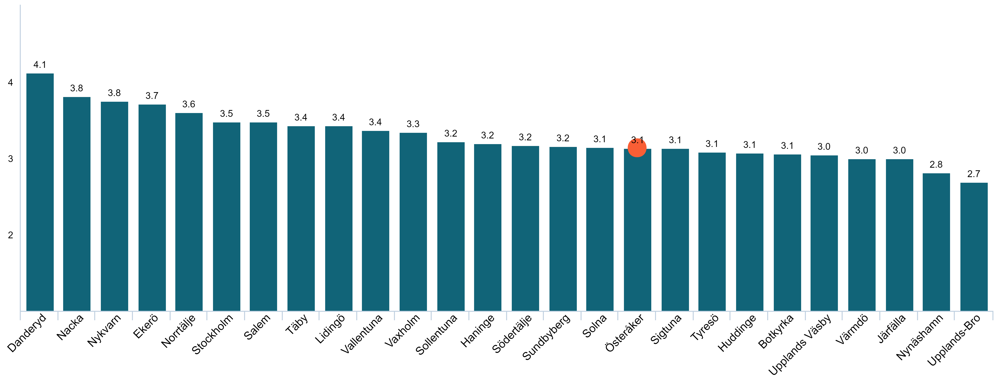 4.1
3.8
3.8
3.7
3.6
3.5
3.5
3.4
3.4
3.4
3.3
3.2
3.2
3.2
3.2
3.1
3.1
3.1
3.1
3.1
3.1
3.0
3.0
3.0
2.8
2.7
4
3
2
Danderyd
Nacka
Nykvarn
Ekerö
Norrtälje
Stockholm
Salem
Täby
Lidingö
Vallentuna
Vaxholm
Sollentuna
Haninge
Södertälje
Sundbyberg
Solna
Österåker
Sigtuna
Tyresö
Huddinge
Botkyrka
Upplands Väsby
Värmdö
Järfälla
Nynäshamn
Upplands-Bro